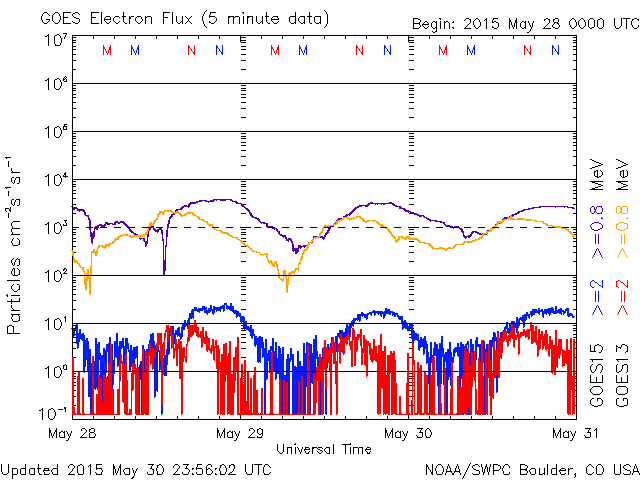 GOES Electron Flux (5 minute data)
Begin: 2015 May 28 0000 UTC
10⁷
10⁶
10⁵
10⁴
10³
10²
10¹
10⁰
10⁻¹
M M N N M M N N M M N N
Particles cm⁻²s⁻¹sr⁻¹
May 28 May 29 May 30 May 31
Universal Time
GOES15 >=2 >=0.8 MeV
GOES13 >=2 >=0.8 MeV
Updated 2015 May 30 23:56:02 UTC
NOAA/SWPC Boulder, CO USA